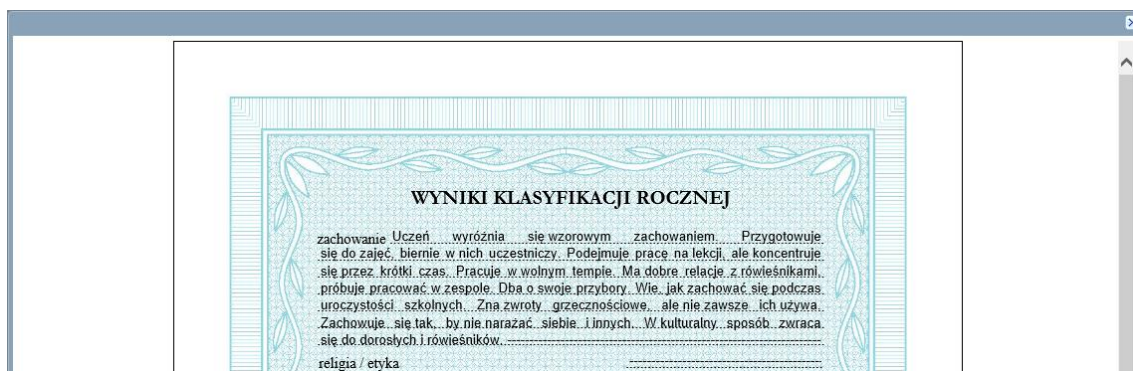 WYNIKI KLASYFIKACJI ROCZNEJ
zachowanie Uczeń wyróżnia się wzorowym zachowaniem. Przygotowuje
się do zajęć, biernie w nich uczestniczy. Podejmuje pracę na lekcji, ale koncentruje
się przez krótki czas. Pracuje w wolnym tempie. Ma dobre relacje z rówieśnikami,
próbuje pracować w zespole. Dba o swoje przybory. Wie, jak zachować się podczas
uroczystości szkolnych. Zna zwroty grzecznościowe, ale nie zawsze ich używa.
Zachowuje się tak, by nie narażać siebie i innych. W kulturalny sposób zwraca
się do dorosłych i rówieśników.
religia / etyka